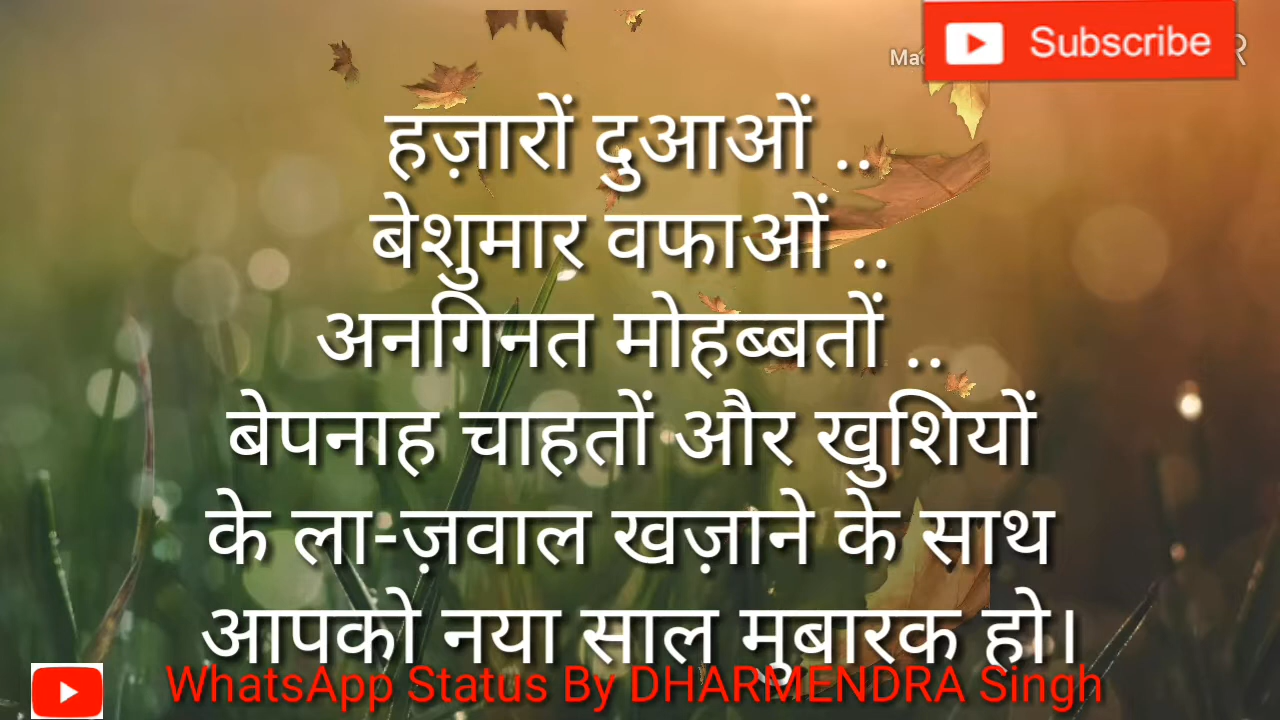 Subscribe
हज़ारों दुआओं ..
बेशुमार वफाओं ..
अनगिनत मोहब्बतों ..
बेपनाह चाहतों और खुशियों
के ला-ज़वाल खज़ाने के साथ
आपको नया साल मुबारक हो।
WhatsApp Status By DHARMENDRA Singh